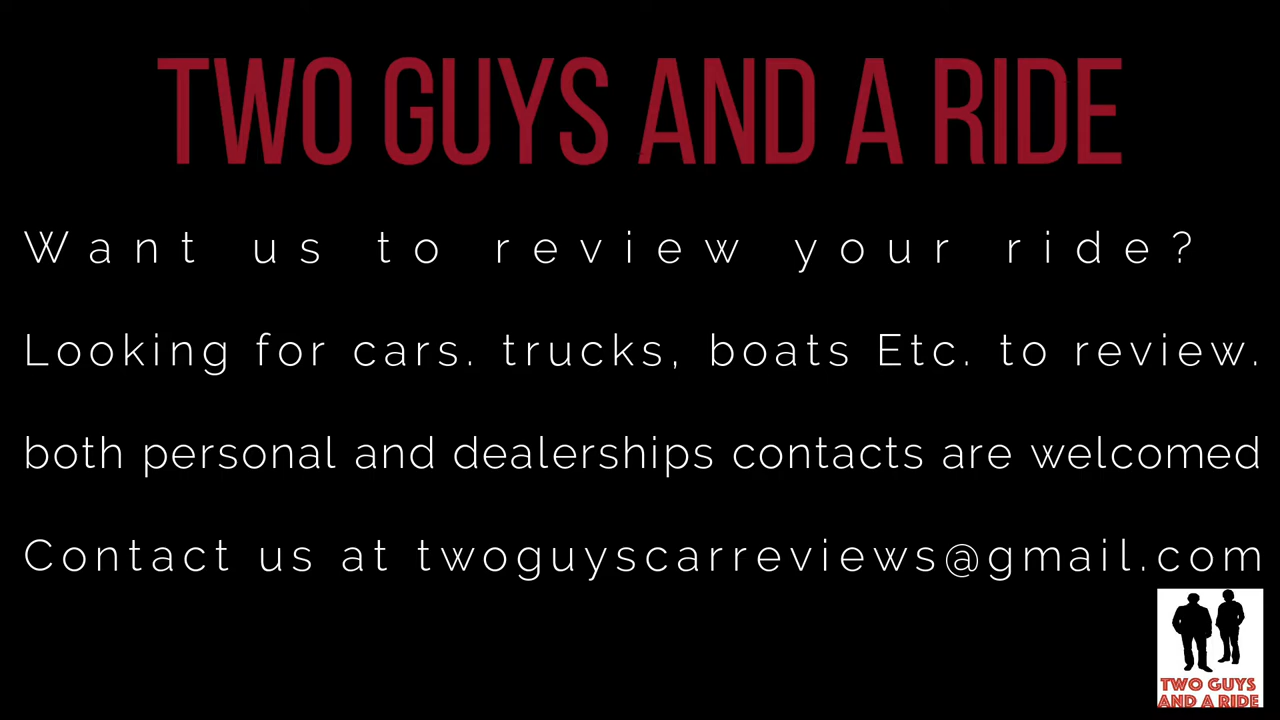 TWO GUYS AND A RIDE
Want us to review your ride?
Looking for cars. trucks, boats Etc. to review.
both personal and dealerships contacts are welcomed
Contact us at twoguyscarreviews@gmail.com
TWO GUYS
AND A RIDE